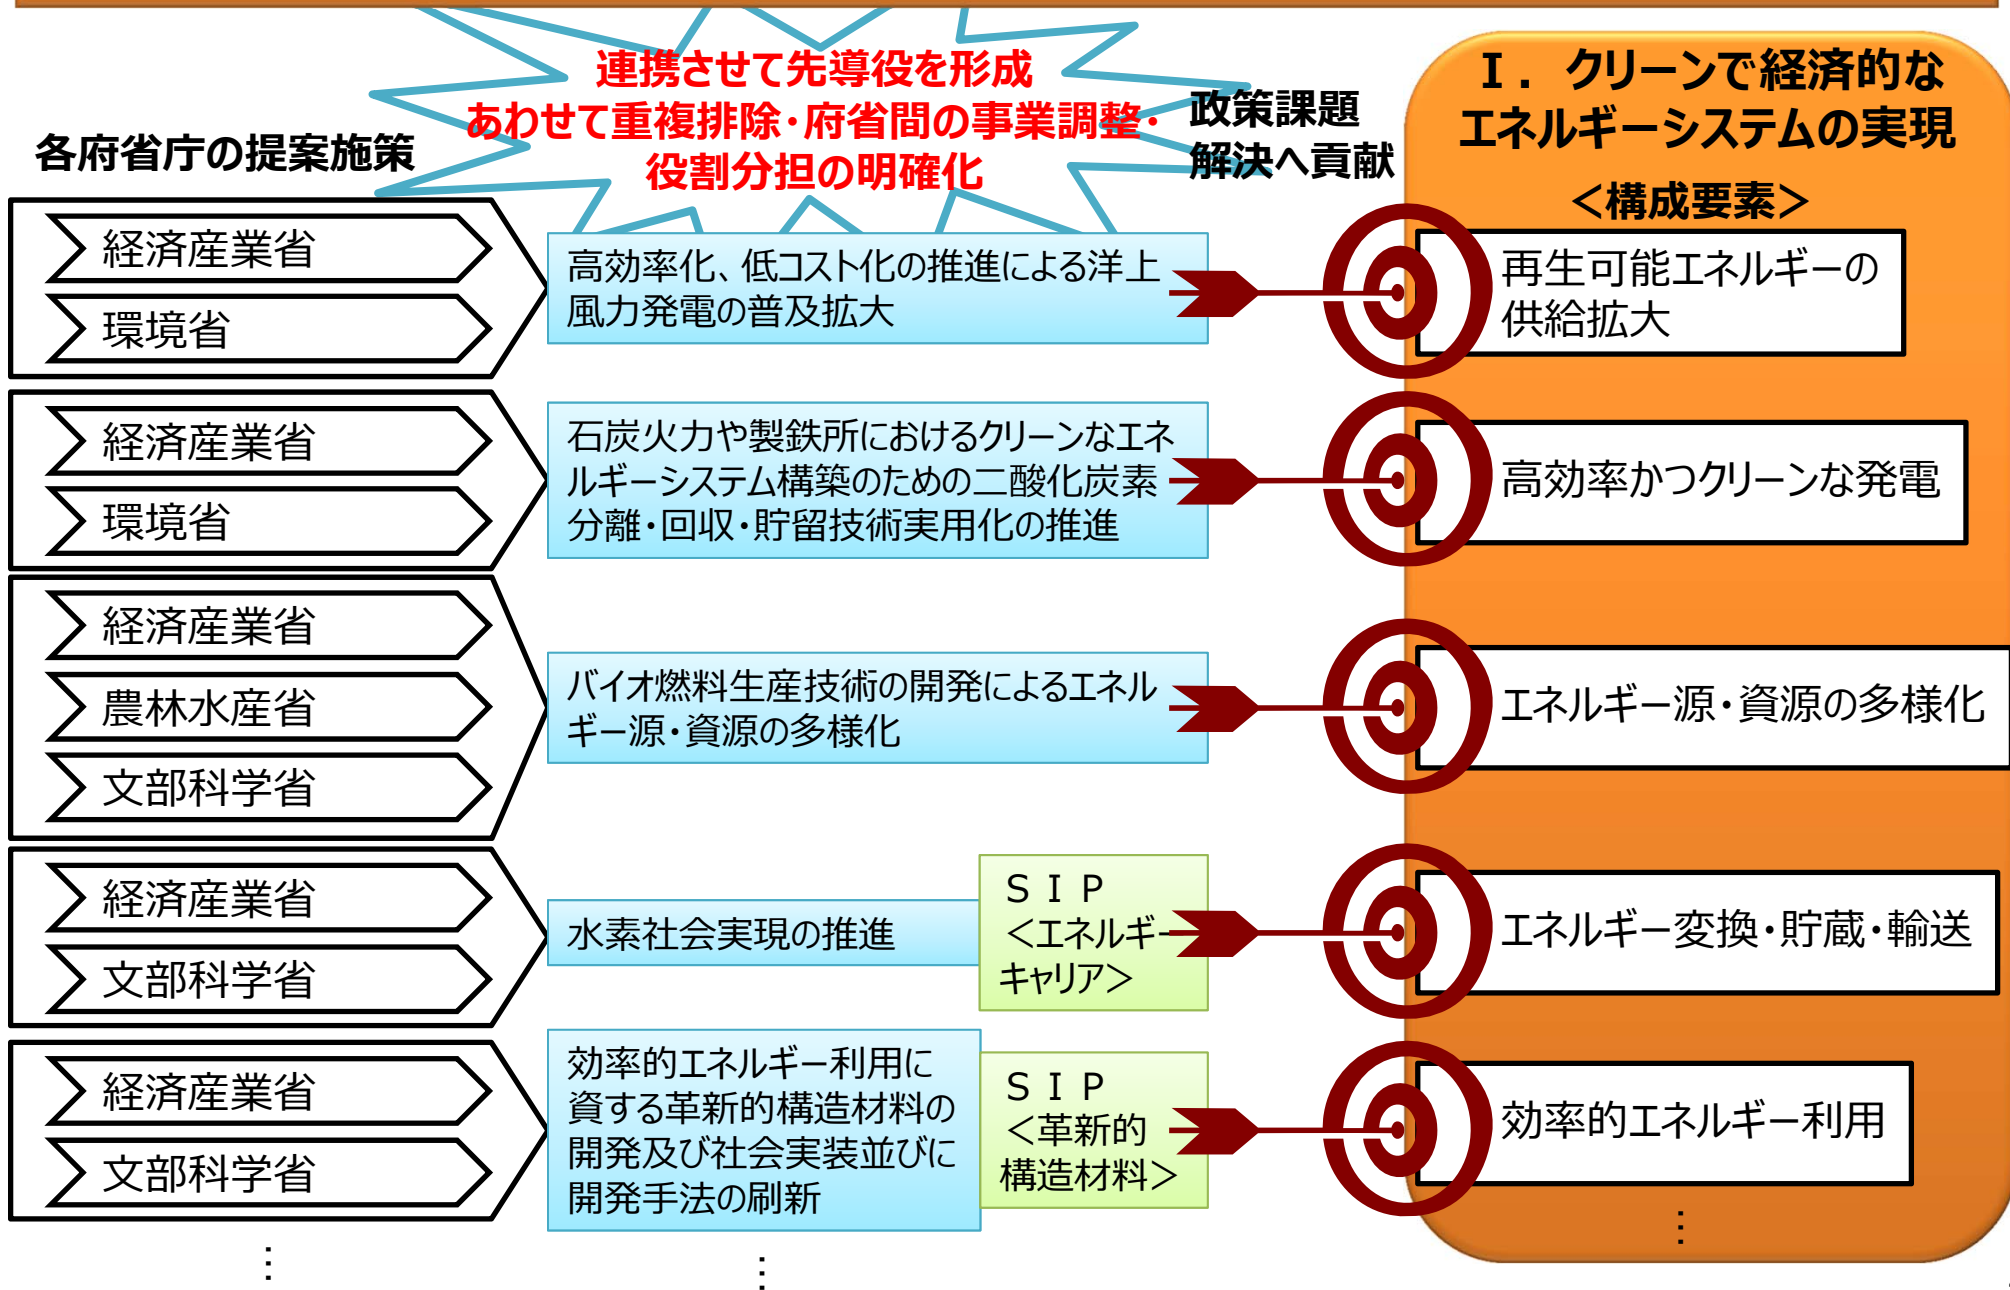 連携させて先導役を形成
あわせて重複排除・府省間の事業調整・
役割分担の明確化
各府省庁の提案施策
政策課題
解決へ貢献
Ⅰ．クリーンで経済的な
エネルギーシステムの実現
＜構成要素＞
経済産業省
環境省
高効率化、低コスト化の推進による洋上
風力発電の普及拡大
再生可能エネルギーの
供給拡大
経済産業省
環境省
石炭火力や製鉄所におけるクリーンなエネ
ルギーシステム構築のための二酸化炭素
分離・回収・貯留技術実用化の推進
高効率かつクリーンな発電
経済産業省
農林水産省
文部科学省
バイオ燃料生産技術の開発によるエネル
ギー源・資源の多様化
エネルギー源・資源の多様化
経済産業省
文部科学省
水素社会実現の推進
ＳＩＰ
＜エネルギー
キャリア＞
エネルギー変換・貯蔵・輸送
経済産業省
文部科学省
効率的エネルギー利用に
資する革新的構造材料の
開発及び社会実装並びに
開発手法の刷新
ＳＩＰ
＜革新的
構造材料＞
効率的エネルギー利用
…
…
…